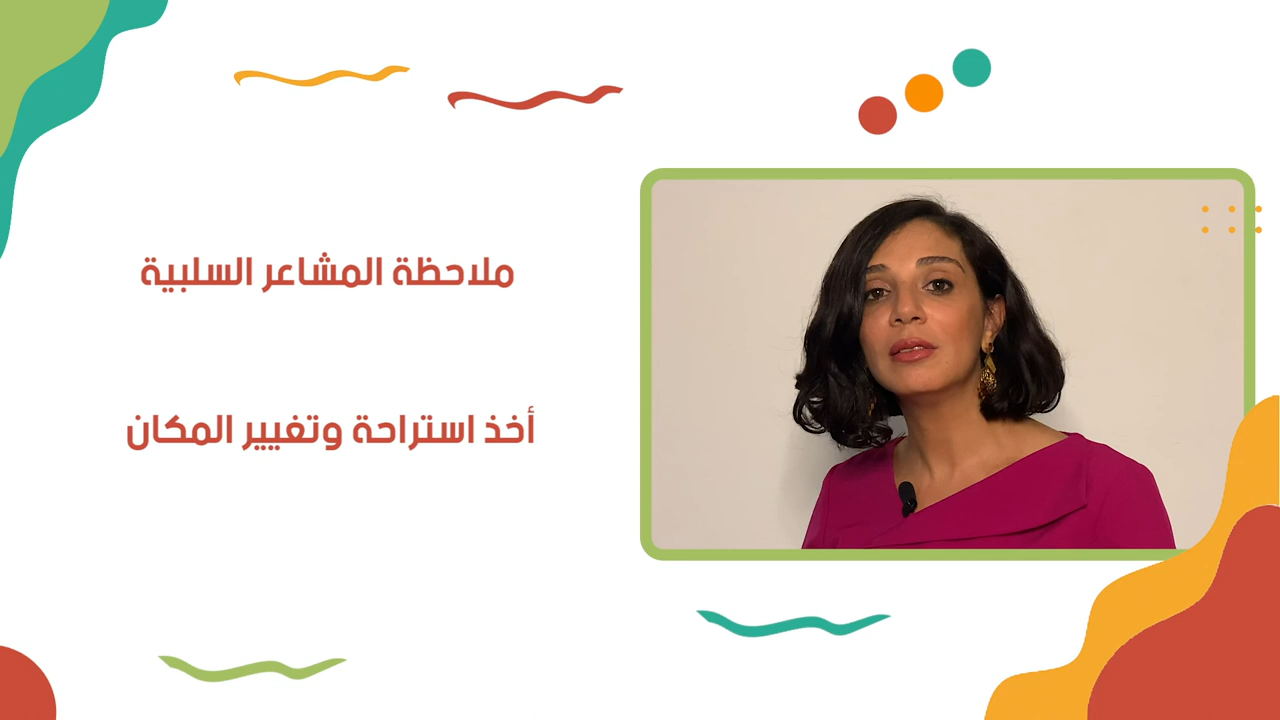 ملاحظة المشاعر السلبية
أخذ استراحة وتغيير المكان